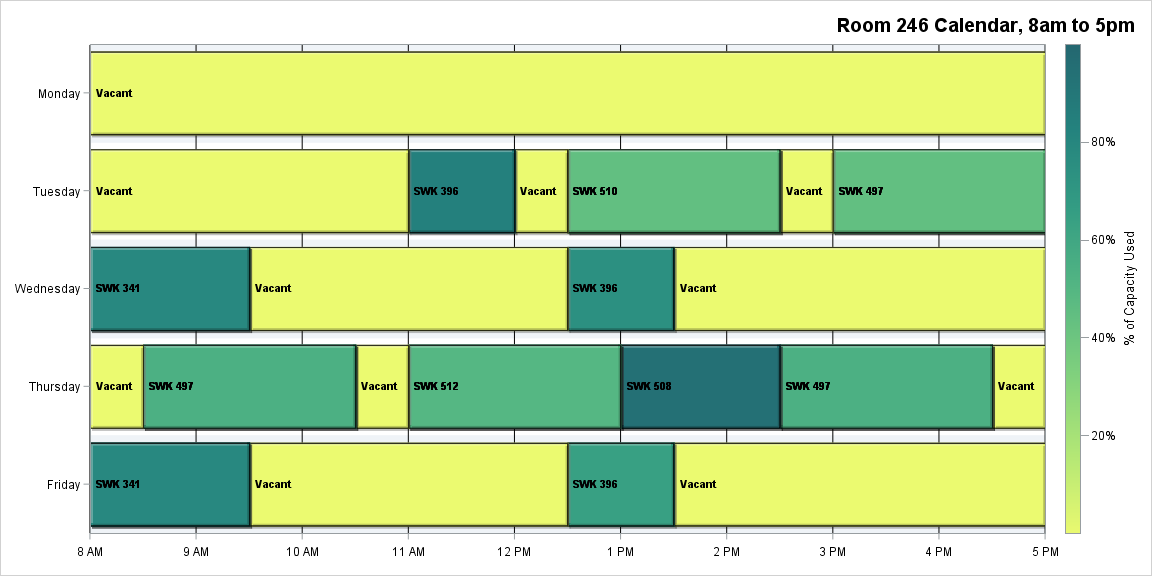 Room 246 Calendar, 8am to 5pm
Monday
Vacant
Tuesday
Vacant
SWK 396
Vacant
SWK 510
Vacant
SWK 497
Wednesday
SWK 341
Vacant
SWK 396
Vacant
Thursday
Vacant
SWK 497
Vacant
SWK 512
SWK 508
SWK 497
Vacant
Friday
SWK 341
Vacant
SWK 396
Vacant
8 AM
9 AM
10 AM
11 AM
12 PM
1 PM
2 PM
3 PM
4 PM
5 PM
80%
60%
40%
20%
% of Capacity Used